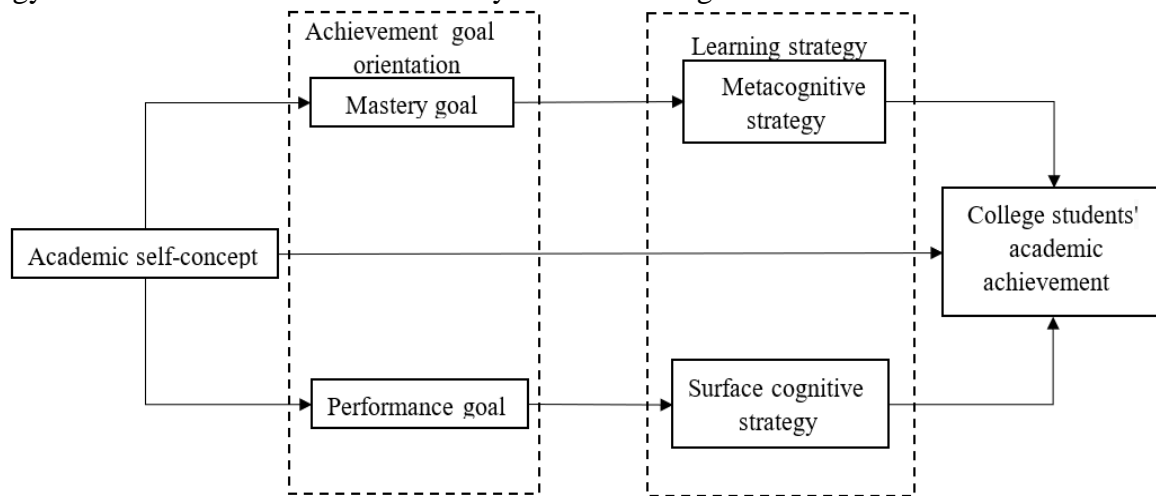 Achievement goal
orientation
Mastery goal
Learning strategy
Metacognitive
strategy
Academic self-concept
College students'
academic
achievement
Performance goal
Surface cognitive
strategy